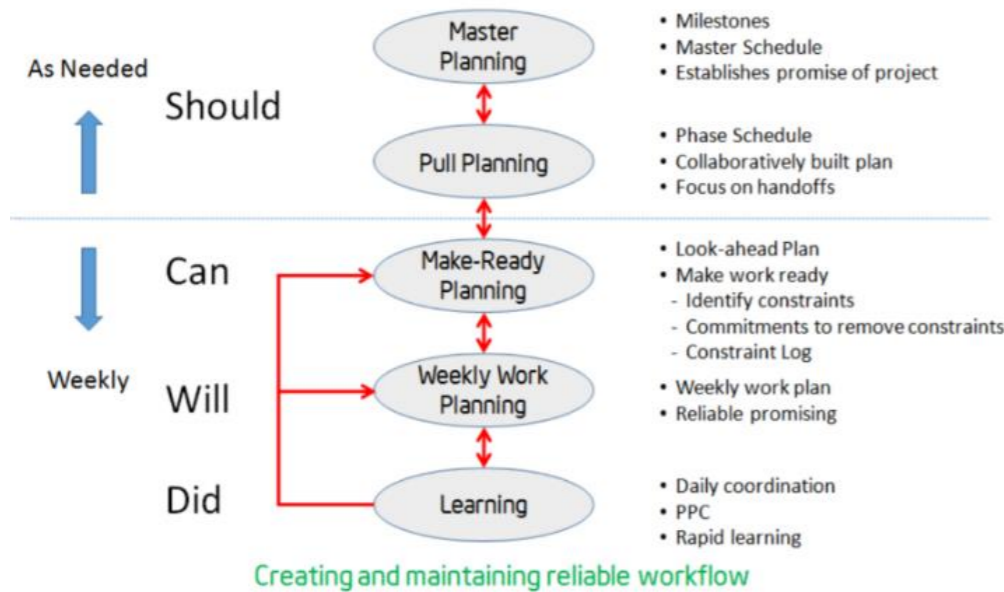 Master
Planning
• Milestones
• Master Schedule
• Establishes promise of project
As Needed
Should
Pull Planning
• Phase Schedule
• Collaboratively built plan
• Focus on handoffs
Can
Make-Ready
Planning
• Look-ahead Plan
• Make work ready
- Identify constraints
- Commitments to remove constraints
- Constraint Log
Weekly
Will
Weekly Work
Planning
• Weekly work plan
• Reliable promising
Did
Learning
• Daily coordination
• PPC
• Rapid learning
Creating and maintaining reliable workflow